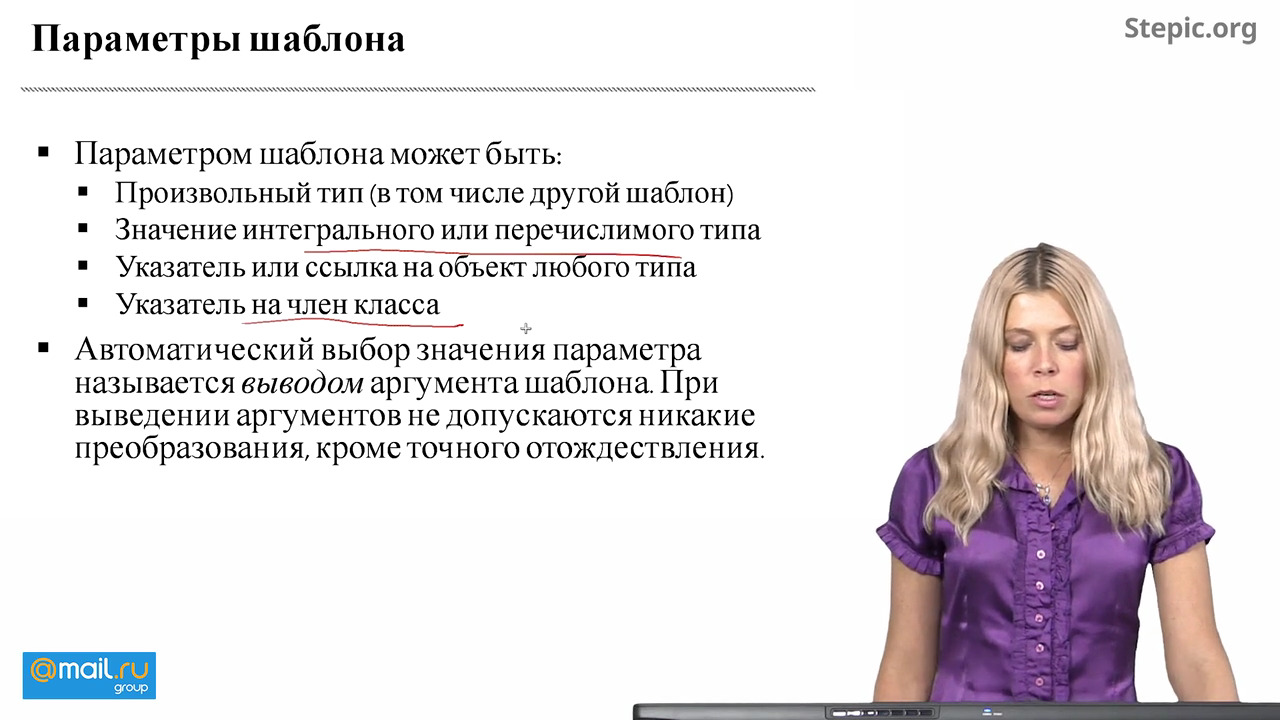 Параметры шаблона
Stepic.org
Параметром шаблона может быть:
Произвольный тип (в том числе другой шаблон)
Значение интегрального или перечислимого типа
Указатель или ссылка на объект любого типа
Указатель на член класса
Автоматический выбор значения параметра
называется выводом аргумента шаблона. При
выведении аргументов не допускаются никакие
преобразования, кроме точного отождествления.
@mail.ru
group